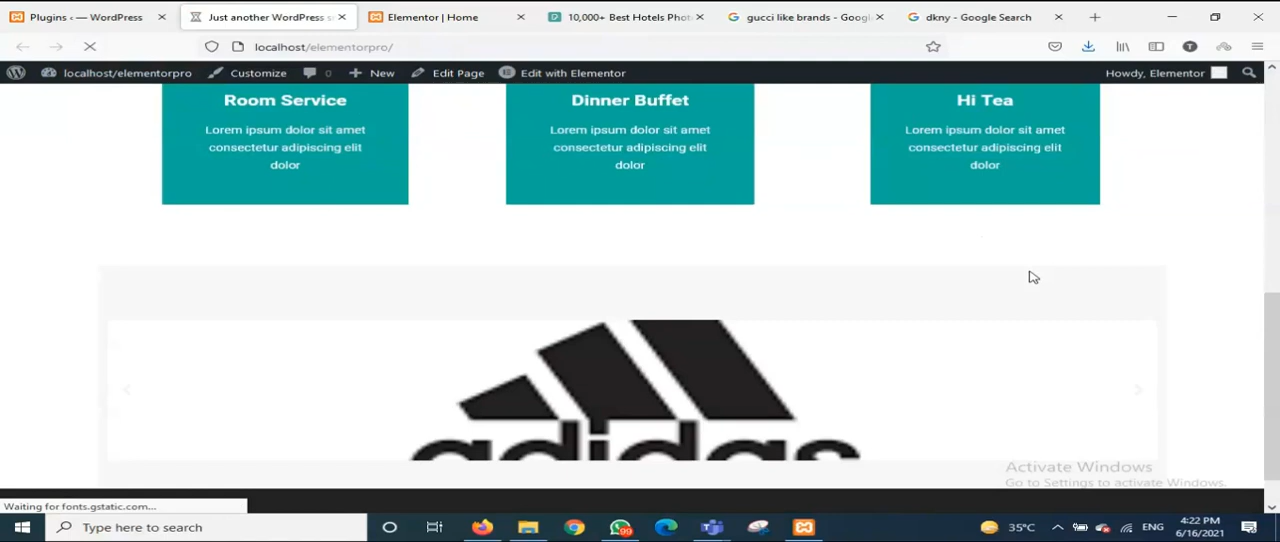 Plugins ‹ — WordPress
Just another WordPress s
Elementor | Home
10,000+ Best Hotels Phot
gucci like brands - Googl
dkny - Google Search
localhost/elementorpro/
localhost/elementorpro
Customize
0
New
Edit Page
Edit with Elementor
Howdy, Elementor
Room Service
Dinner Buffet
Hi Tea
Lorem ipsum dolor sit amet
consectetur adipiscing elit
dolor
Lorem ipsum dolor sit amet
consectetur adipiscing elit
dolor
Lorem ipsum dolor sit amet
consectetur adipiscing elit
dolor
adidas
Activate Windows
Go to Settings to activate Windows.
Waiting for fonts.gstatic.com...
Type here to search
99
35°C
ENG
4:22 PM
6/16/2021